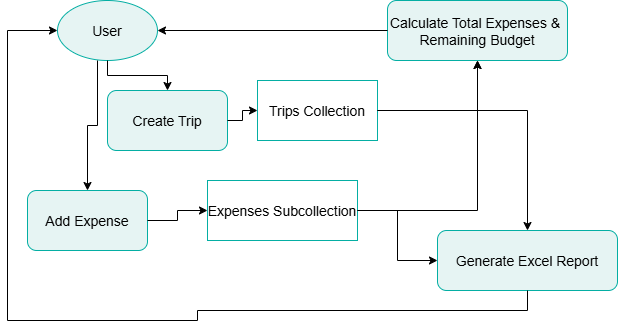 User
Calculate Total Expenses &
Remaining Budget
Create Trip
Trips Collection
Add Expense
Expenses Subcollection
Generate Excel Report